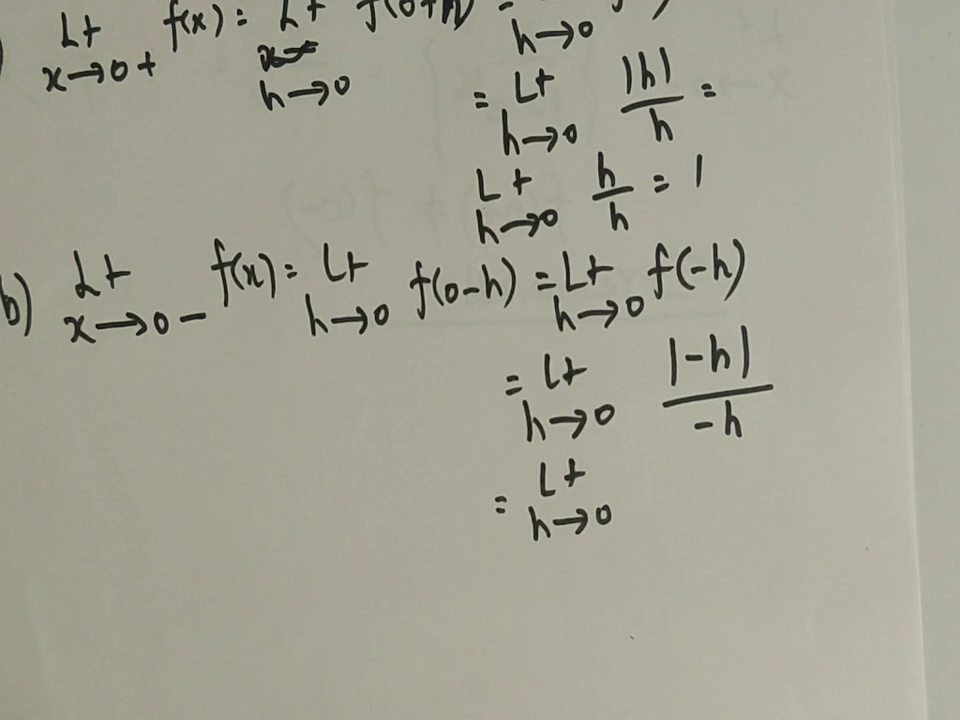 Lt f(x) = Lt f(0+h)
x→0+ h→0 h→0
= Lt |h|/h =
h→0
Lt h/h = 1
h→0
b) Lt f(x) = Lt f(0-h) = Lt f(-h)
x→0- h→0 h→0
= Lt |-h|/-h
h→0
= Lt
h→0